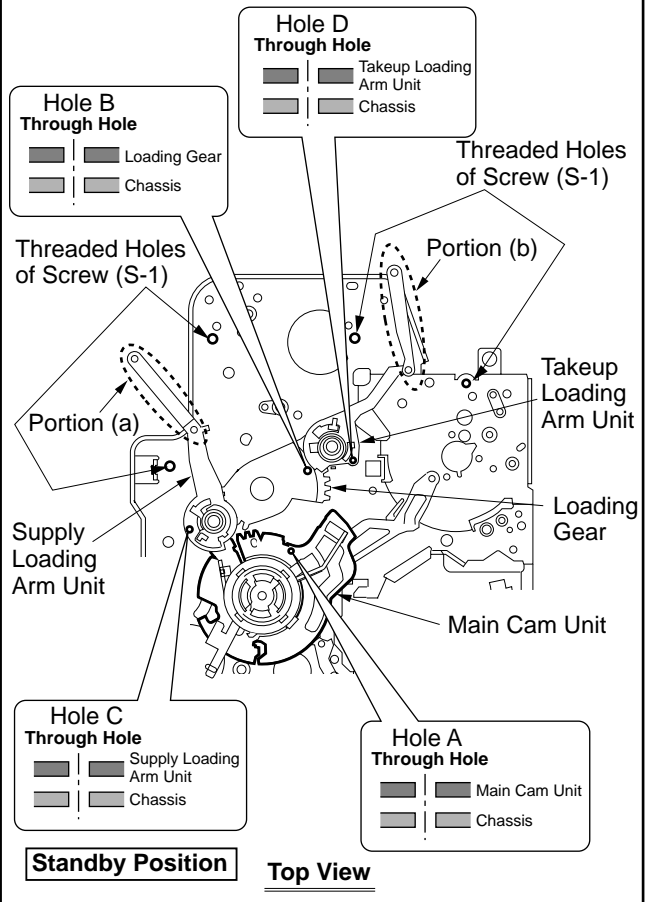 Hole D
Through Hole
Takeup Loading
Arm Unit
Chassis
Hole B
Through Hole
Loading Gear
Chassis
Threaded Holes
of Screw (S-1)
Threaded Holes
of Screw (S-1)
Portion (b)
Portion (a)
Takeup
Loading
Arm Unit
Supply
Loading
Arm Unit
Loading
Gear
Main Cam Unit
Hole C
Through Hole
Supply Loading
Arm Unit
Chassis
Hole A
Through Hole
Main Cam Unit
Chassis
Standby Position
Top View